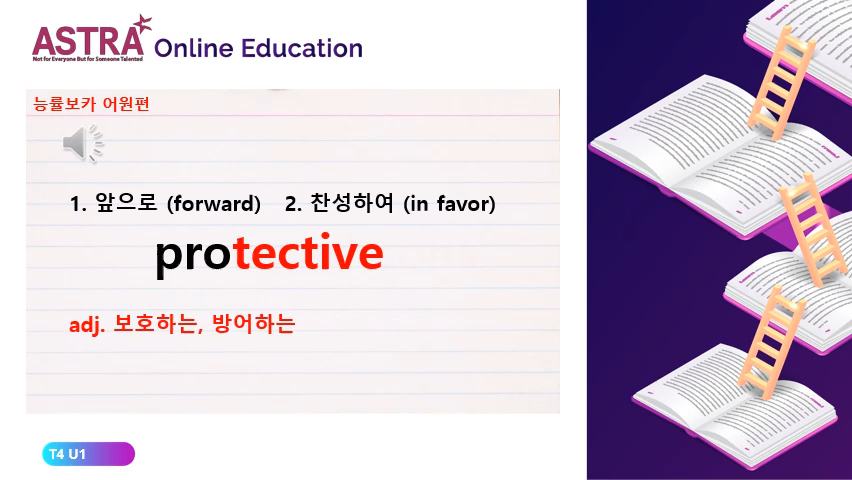 ASTRA Online Education
Not for Everyone But for Someone Talented
능률보카 어원편
1. 앞으로 (forward) 2. 찬성하여 (in favor)
protective
adj. 보호하는, 방어하는
T4 U1